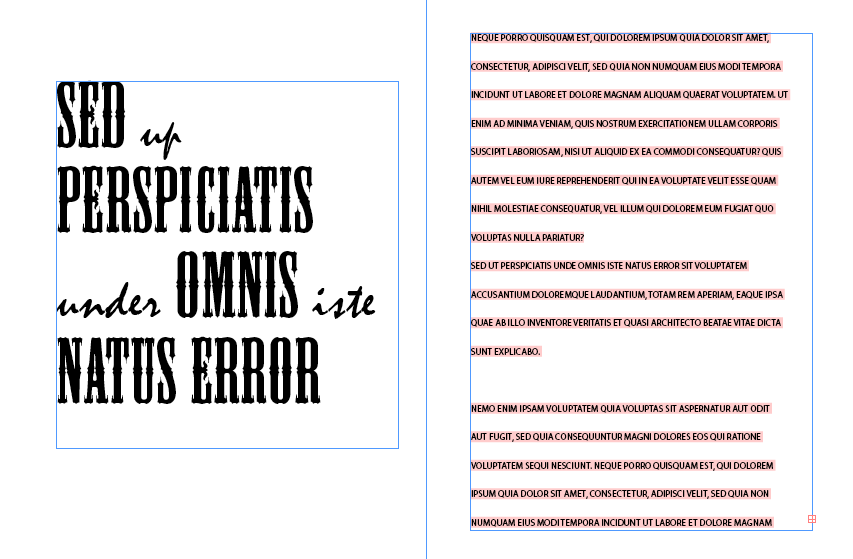 SED up
PERSPICIATIS
under OMNIS iste
NATUS ERROR
NEQUE PORRO QUISQUAM EST, QUI DOLOREM IPSUM QUIA DOLOR SIT AMET,
CONSECTETUR, ADIPISCI VELIT, SED QUIA NON NUMQUAM EIUS MODI TEMPORA
INCIDUNT UT LABORE ET DOLORE MAGNAM ALIQUAM QUAERAT VOLUPTATEM. UT
ENIM AD MINIMA VENIAM, QUIS NOSTRUM EXERCITATIONEM ULLAM CORPORIS
SUSCIPIT LABORIOSAM, NISI UT ALIQUID EX EA COMMODI CONSEQUATUR? QUIS
AUTEM VEL EUM IURE REPREHENDERIT QUI IN EA VOLUPTATE VELIT ESSE QUAM
NIHIL MOLESTIAE CONSEQUATUR, VEL ILLUM QUI DOLOREM EUM FUGIAT QUO
VOLUPTAS NULLA PARIATUR?
SED UT PERSPICIATIS UNDE OMNIS ISTE NATUS ERROR SIT VOLUPTATEM
ACCUSANTIUM DOLOREMQUE LAUDANTIUM, TOTAM REM APERIAM, EAQUE IPSA
QUAE AB ILLO INVENTORE VERITATIS ET QUASI ARCHITECTO BEATAE VITAE DICTA
SUNT EXPLICABO.
NEMO ENIM IPSAM VOLUPTATEM QUIA VOLUPTAS SIT ASPERNATUR AUT ODIT
AUT FUGIT, SED QUIA CONSEQUUNTUR MAGNI DOLORES EOS QUI RATIONE
VOLUPTATEM SEQUI NESCIUNT. NEQUE PORRO QUISQUAM EST, QUI DOLOREM
IPSUM QUIA DOLOR SIT AMET, CONSECTETUR, ADIPISCI VELIT, SED QUIA NON
NUMQUAM EIUS MODI TEMPORA INCIDUNT UT LABORE ET DOLORE MAGNAM